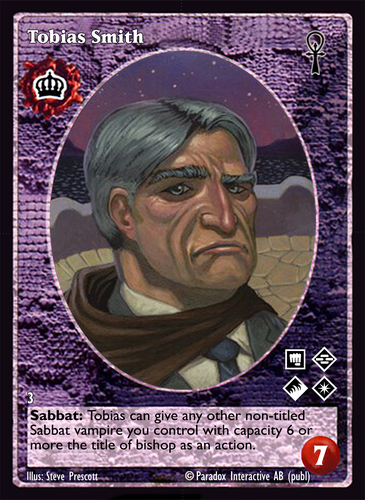 Tobias Smith
3
Sabbat: Tobias can give any other non-titled
Sabbat vampire you control with capacity 6 or
more the title of bishop as an action.
7
Illus: Steve Prescott © Paradox Interactive AB (publ)